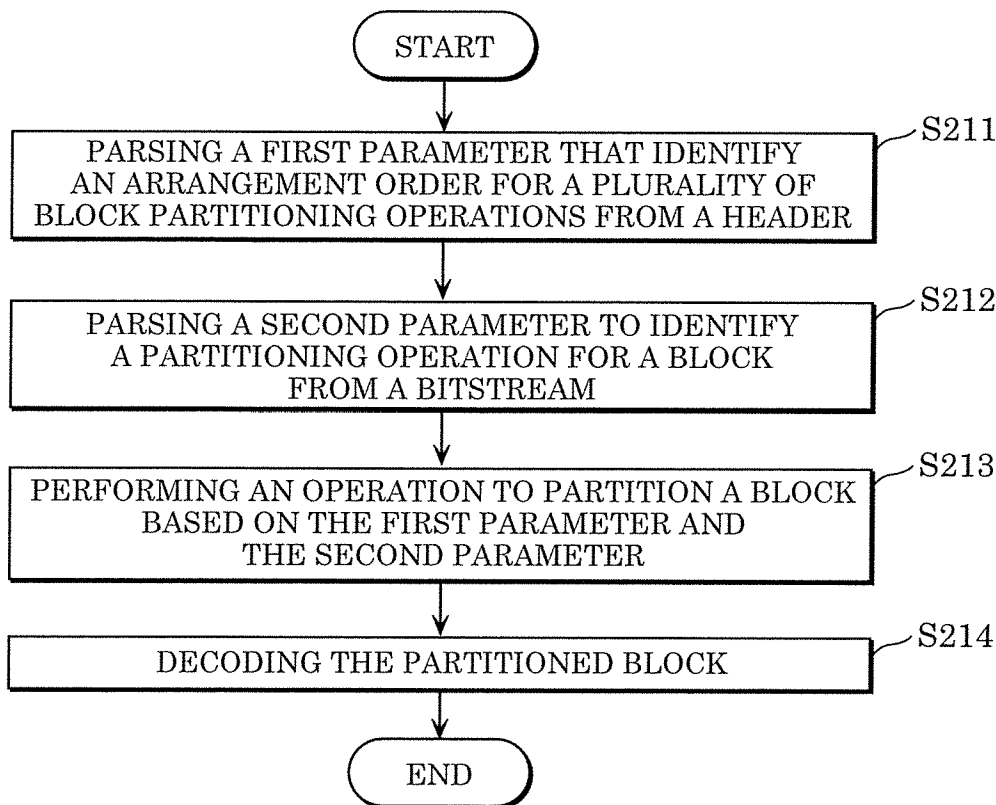 START
S211
PARSING A FIRST PARAMETER THAT IDENTIFY
AN ARRANGEMENT ORDER FOR A PLURALITY OF
BLOCK PARTITIONING OPERATIONS FROM A HEADER
S212
PARSING A SECOND PARAMETER TO IDENTIFY
A PARTITIONING OPERATION FOR A BLOCK
FROM A BITSTREAM
S213
PERFORMING AN OPERATION TO PARTITION A BLOCK
BASED ON THE FIRST PARAMETER AND
THE SECOND PARAMETER
S214
DECODING THE PARTITIONED BLOCK
END